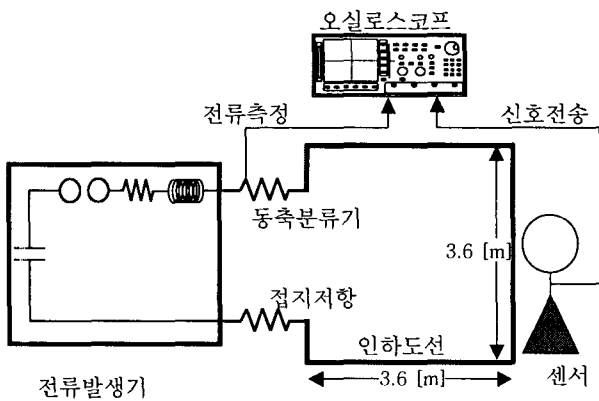 오실로스코프
전류측정
신호전송
동축분류기
3.6 [m]
접지저항
인하도선
3.6 [m]
센서
전류발생기